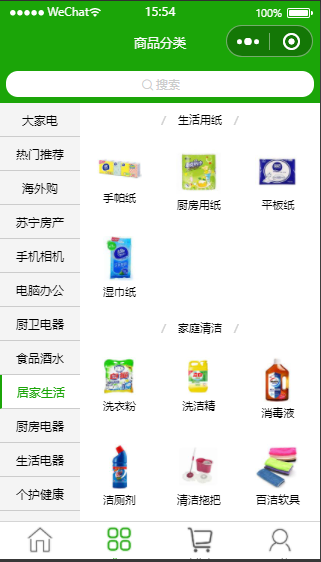 WeChat
15:54
100%
商品分类
搜索
大家电
热门推荐
海外购
苏宁房产
手机相机
电脑办公
厨卫电器
食品酒水
居家生活
厨房电器
生活电器
个护健康
/ 生活用纸 /
手帕纸
厨房用纸
平板纸
湿巾纸
/ 家庭清洁 /
洗衣粉
洗洁精
消毒液
洁厕剂
清洁拖把
百洁软具